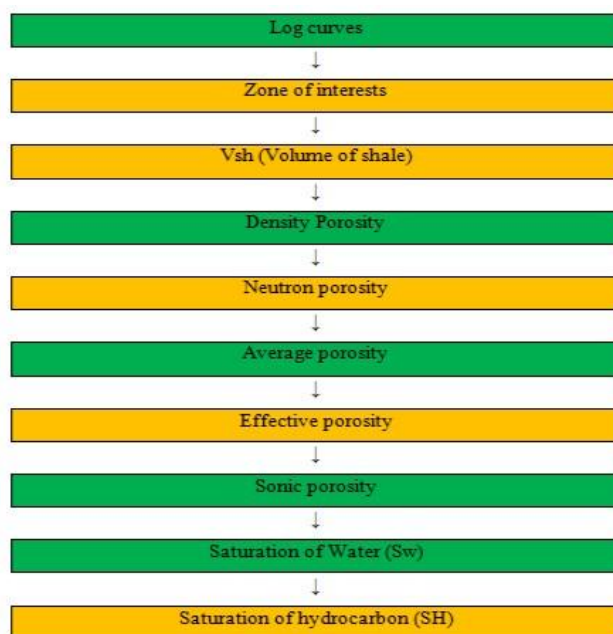 Log curves
↓
Zone of interests
↓
Vsh (Volume of shale)
↓
Density Porosity
↓
Neutron porosity
↓
Average porosity
↓
Effective porosity
↓
Sonic porosity
↓
Saturation of Water (Sw)
↓
Saturation of hydrocarbon (SH)